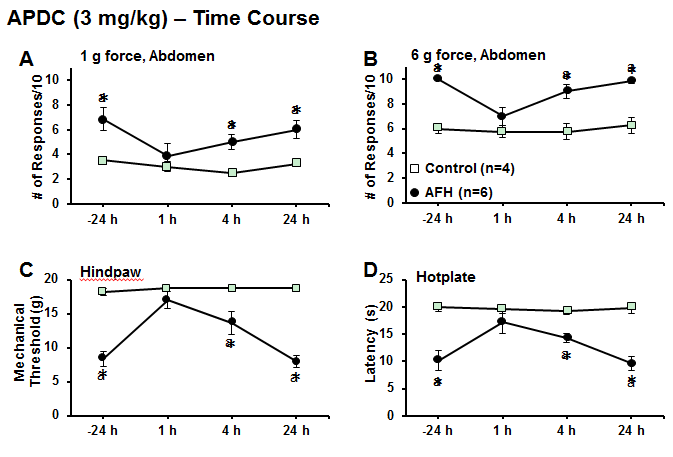 APDC (3 mg/kg) – Time Course
A
1 g force, Abdomen
# of Responses/10
10
8
6
4
2
0
a*
a*
a*
-24 h 1 h 4 h 24 h
B
6 g force, Abdomen
# of Responses/10
10
8
6
4
2
0
a*
a*
a*
Control (n=4)
AFH (n=6)
-24 h 1 h 4 h 24 h
C
Hindpaw
Mechanical
Threshold (g)
20
15
10
5
0
a*
a*
a*
-24 h 1 h 4 h 24 h
D
Hotplate
Latency (s)
25
20
15
10
5
0
a*
a*
a*
-24 h 1 h 4 h 24 h